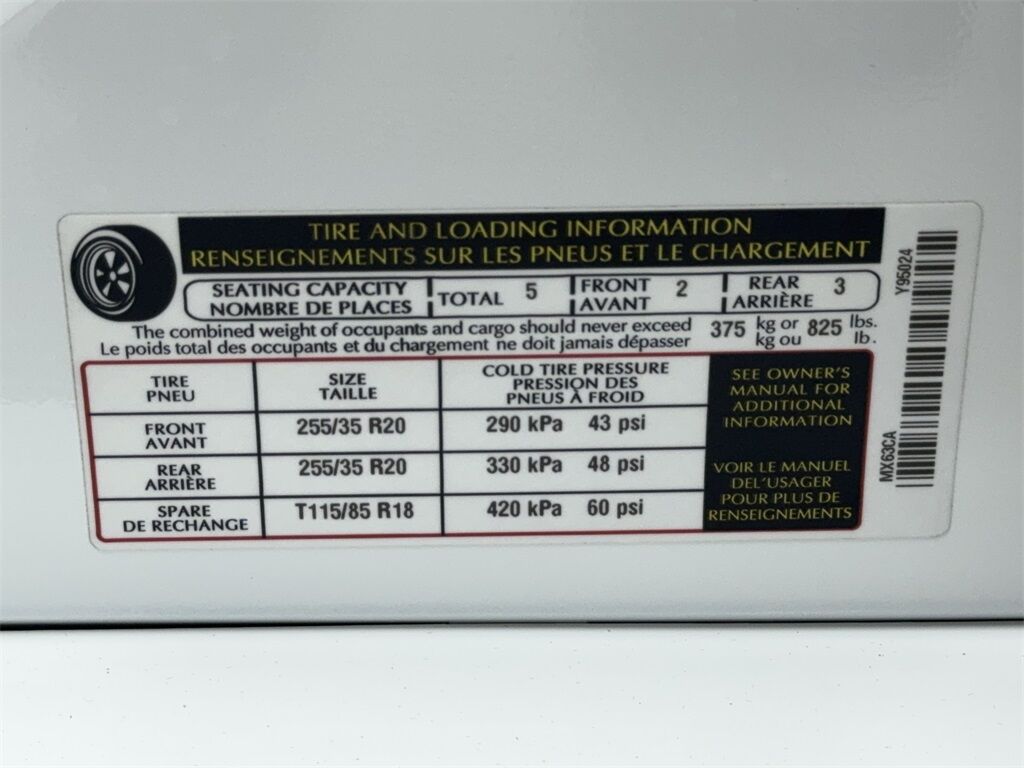 TIRE AND LOADING INFORMATION
RENSEIGNEMENTS SUR LES PNEUS ET LE CHARGEMENT
SEATING CAPACITY
NOMBRE DE PLACES
TOTAL 5
FRONT
AVANT
2
REAR
ARRIÈRE
3
The combined weight of occupants and cargo should never exceed 375 kg or 825 lbs.
Le poids total des occupants et du chargement ne doit jamais dépasser kg ou lb.
TIRE
PNEU
SIZE
TAILLE
COLD TIRE PRESSURE
PRESSION DES
PNEUS À FROID
FRONT
AVANT
255/35 R20
290 kPa 43 psi
REAR
ARRIÈRE
255/35 R20
330 kPa 48 psi
SPARE
DE RECHANGE
T115/85 R18
420 kPa 60 psi
SEE OWNER'S
MANUAL FOR
ADDITIONAL
INFORMATION
VOIR LE MANUEL
DEL'USAGER
POUR PLUS DE
RENSEIGNEMENTS
MX63CA
Y95024